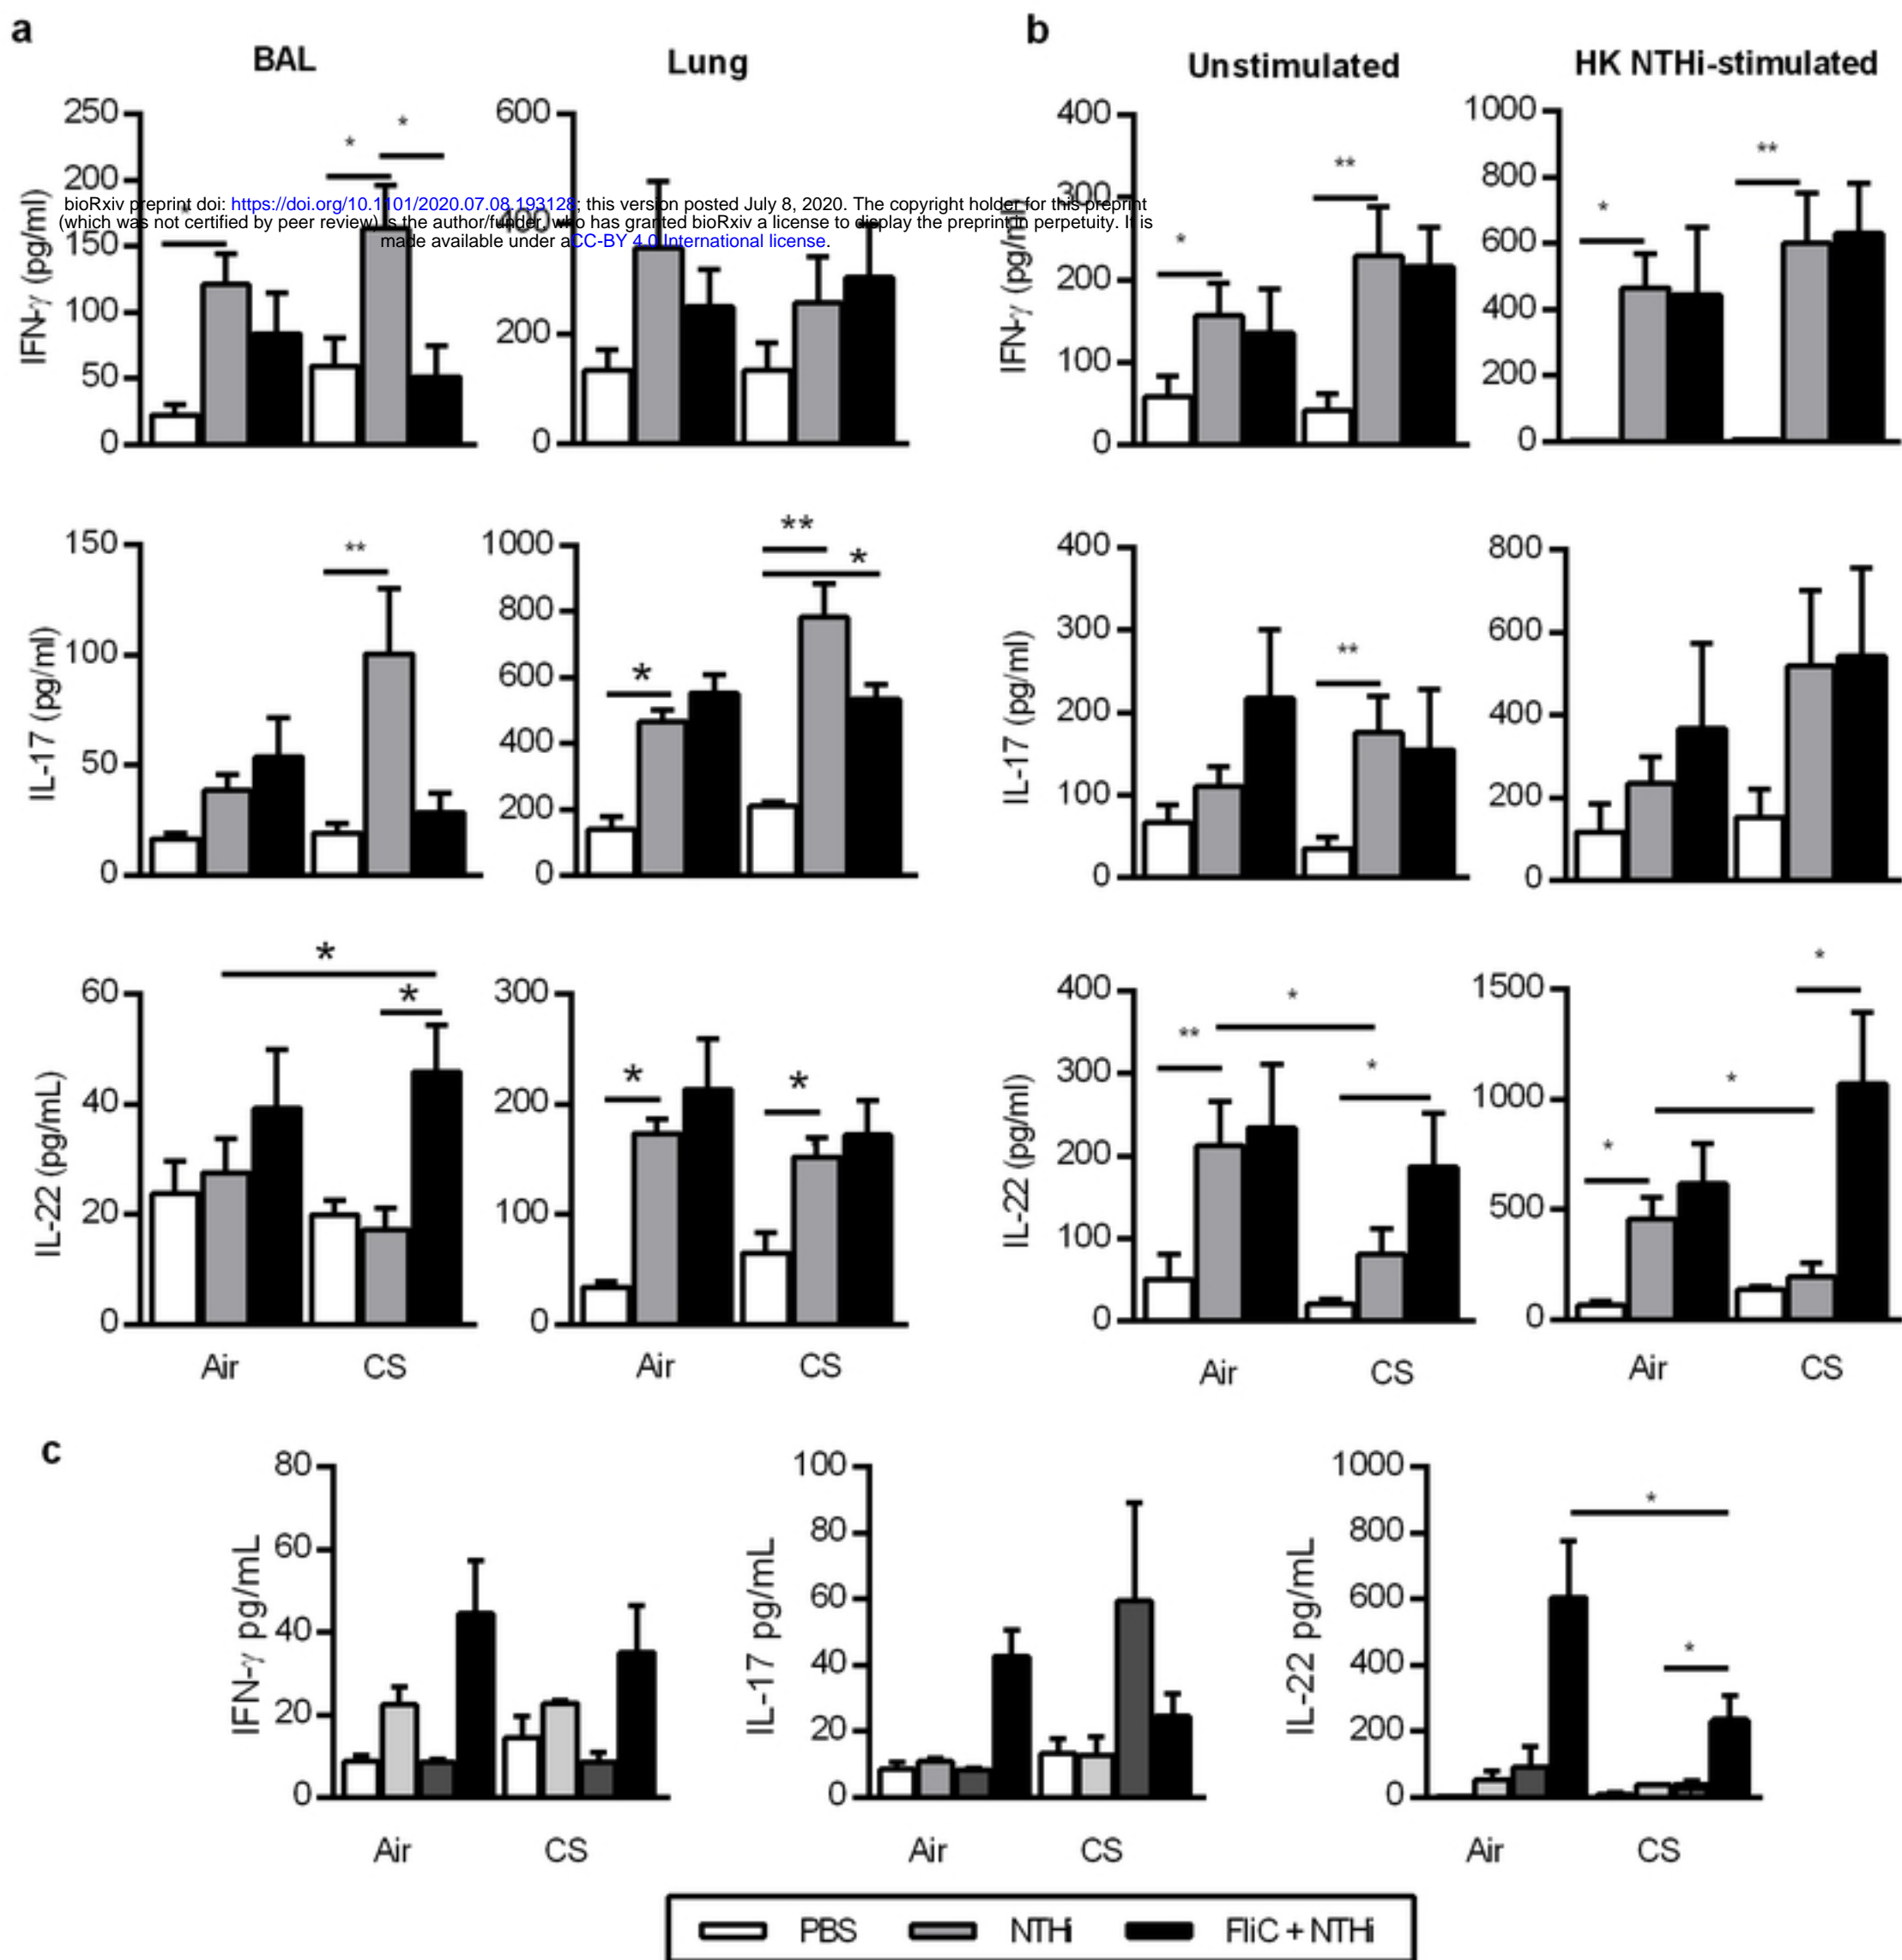 a
b
BAL
Lung
Unstimulated
HK NTHi-stimulated
IFN-γ (pg/ml)
250
200
150
100
50
0
*
*
*
600
400
200
0
IFN-γ (pg/ml)
400
300
200
100
0
*
**
1000
800
600
400
200
0
*
**
bioRxiv preprint doi: https://doi.org/10.1101/2020.07.08.193128; this version posted July 8, 2020. The copyright holder for this preprint
(which was not certified by peer review) is the author/funder, who has granted bioRxiv a license to display the preprint in perpetuity. It is
made available under aCC-BY 4.0 International license.
IL-17 (pg/ml)
150
100
50
0
**
1000
800
600
400
200
0
*
**
*
IL-17 (pg/ml)
400
300
200
100
0
**
800
600
400
200
0
IL-22 (pg/mL)
60
40
20
0
*
*
Air
CS
300
200
100
0
*
*
Air
CS
IL-22 (pg/ml)
400
300
200
100
0
**
*
*
Air
CS
1500
1000
500
0
*
*
*
Air
CS
c
IFN-γ pg/mL
80
60
40
20
0
Air
CS
IL-17 pg/mL
100
80
60
40
20
0
Air
CS
IL-22 pg/mL
1000
800
600
400
200
0
*
*
Air
CS
PBS
NTHi
FliC + NTHi